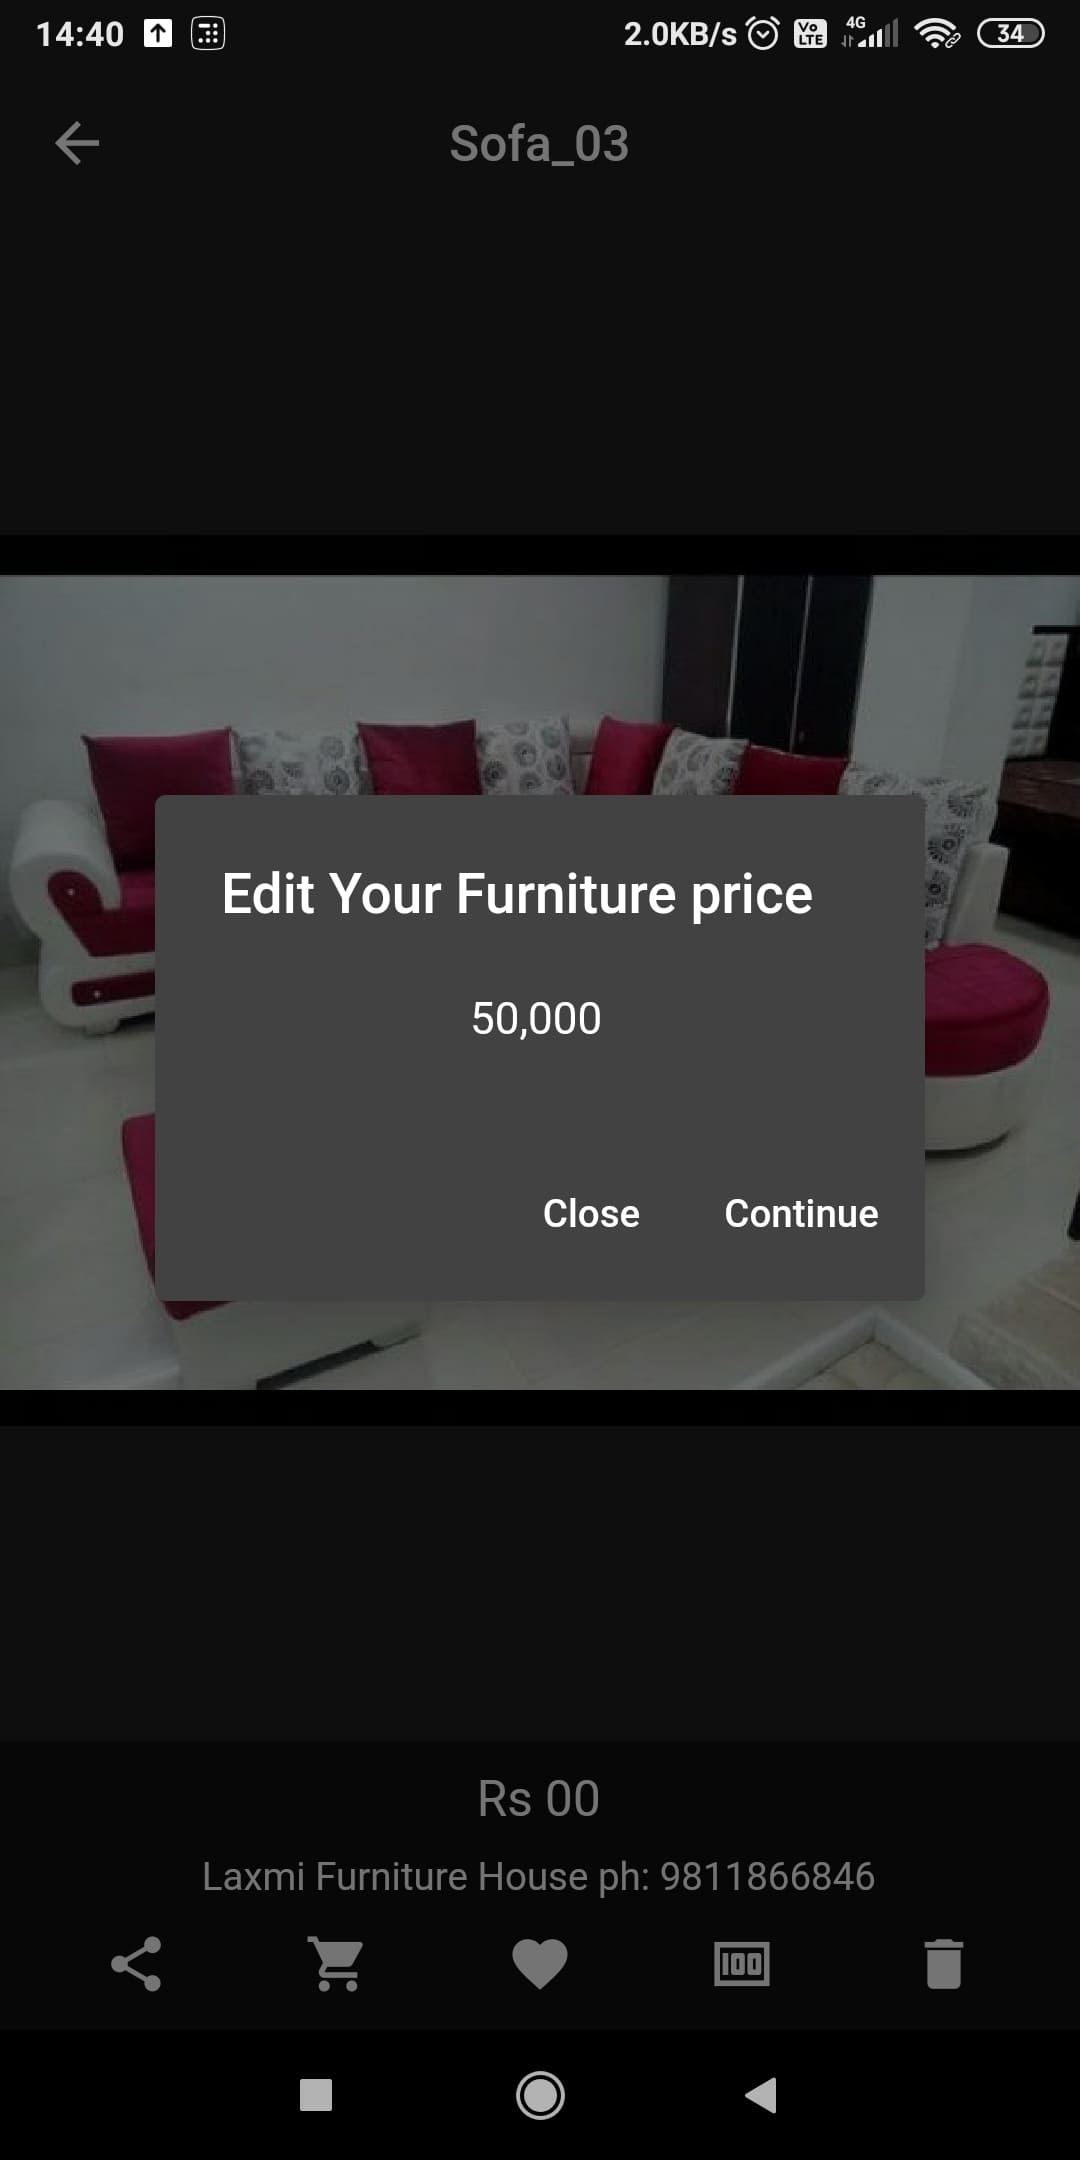 14:40 2.0KB/s Vo LTE 4G 34
Sofa_03
Edit Your Furniture price
50,000
Close Continue
Rs 00
Laxmi Furniture House ph: 9811866846
100